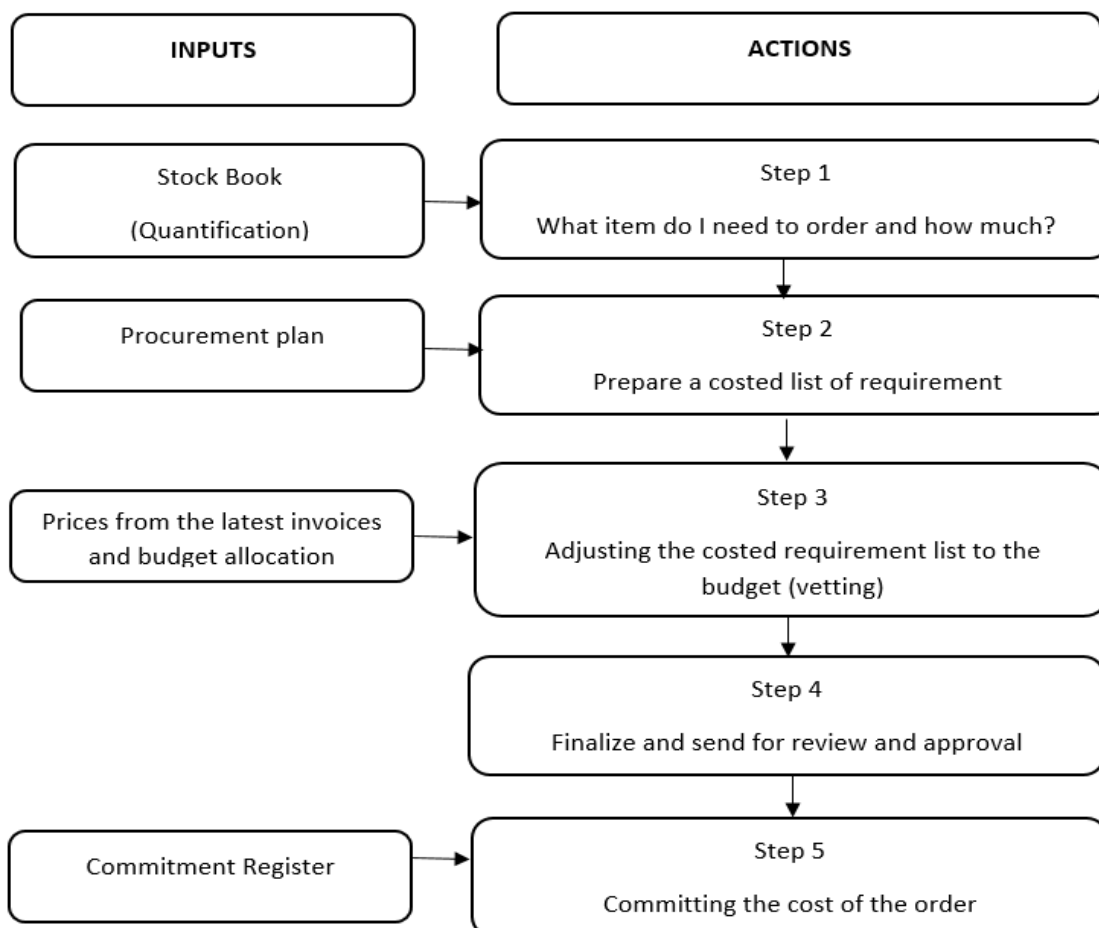 INPUTS
ACTIONS
Stock Book
(Quantification)
Step 1
What item do I need to order and how much?
Procurement plan
Step 2
Prepare a costed list of requirement
Prices from the latest invoices
and budget allocation
Step 3
Adjusting the costed requirement list to the
budget (vetting)
Step 4
Finalize and send for review and approval
Commitment Register
Step 5
Committing the cost of the order